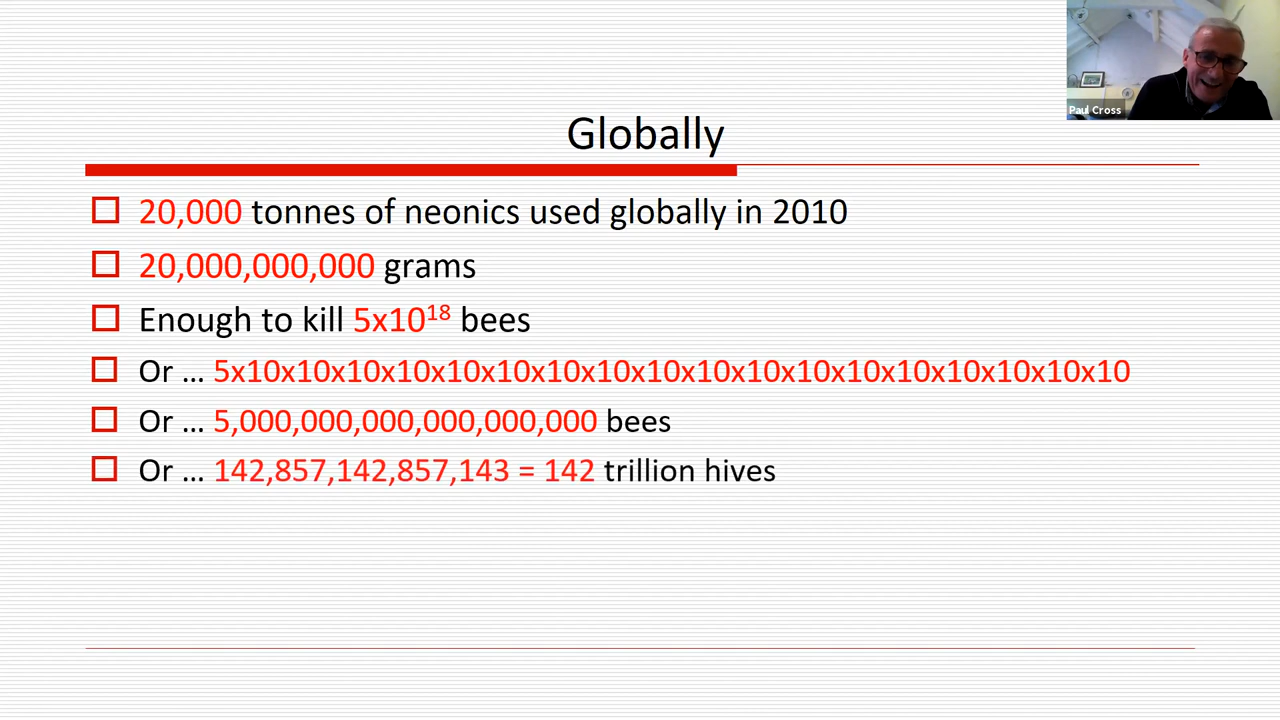 Paul Cross
Globally
20,000 tonnes of neonics used globally in 2010
20,000,000,000 grams
Enough to kill 5x10¹⁸ bees
Or … 5x10x10x10x10x10x10x10x10x10x10x10x10x10x10x10x10x10x10
Or … 5,000,000,000,000,000,000 bees
Or … 142,857,142,857,143 = 142 trillion hives